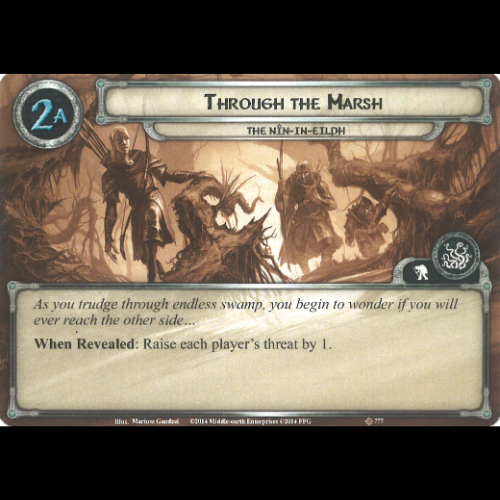 2A
THROUGH THE MARSH
THE NÎN-IN-EILPH
As you trudge through endless swamp, you begin to wonder if you will
ever reach the other side…
When Revealed: Raise each player's threat by 1.
Illus. Mariusz Gandzel ©2014 Middle-earth Enterprises ©2014 FFG